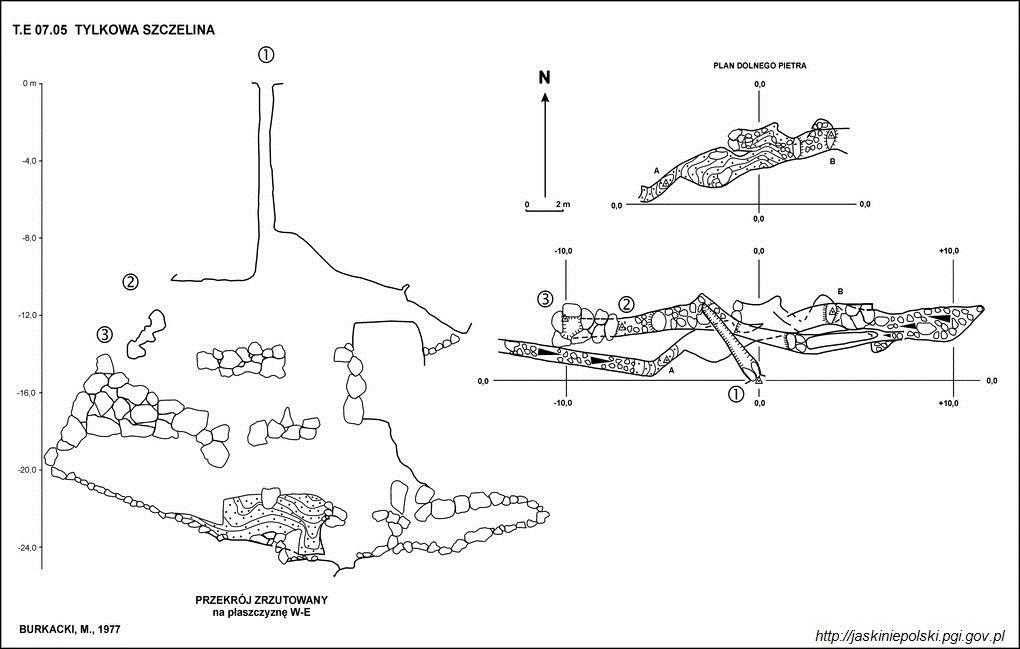 T.E 07.05 TYLKOWA SZCZELINA
①
0 m
-4,0
-8,0
-12,0
-16,0
-20,0
-24,0
②
③
PRZEKRÓJ ZRZUTOWANY
na płaszczyznę W-E
BURKACKI, M., 1977
N
0 2 m
PLAN DOLNEGO PIETRA
0,0
A
B
0,0
0,0
0,0
-10,0
0,0
+10,0
③
②
B
A
0,0
0,0
①
-10,0
0,0
+10,0
http://jaskiniepolski.pgi.gov.pl